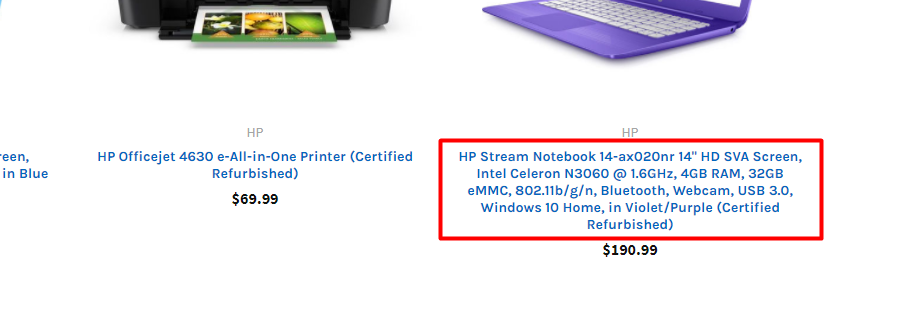 HP
HP Officejet 4630 e-All-in-One Printer (Certified
Refurbished)
$69.99
HP
HP Stream Notebook 14-ax020nr 14" HD SVA Screen,
Intel Celeron N3060 @ 1.6GHz, 4GB RAM, 32GB
eMMC, 802.11b/g/n, Bluetooth, Webcam, USB 3.0,
Windows 10 Home, in Violet/Purple (Certified
Refurbished)
$190.99
in Blue